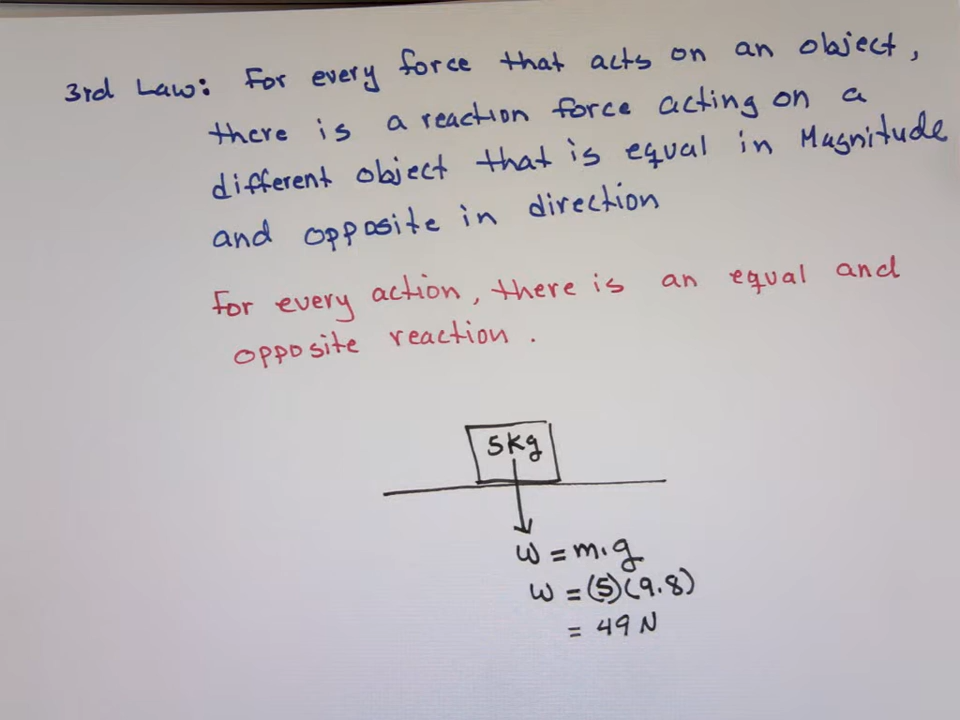 3rd Law: For every force that acts on an object,
there is a reaction force acting on a
different object that is equal in Magnitude
and opposite in direction
For every action, there is an equal and
opposite reaction.
5kg
W = m.g
W = (5)(9.8)
= 49 N